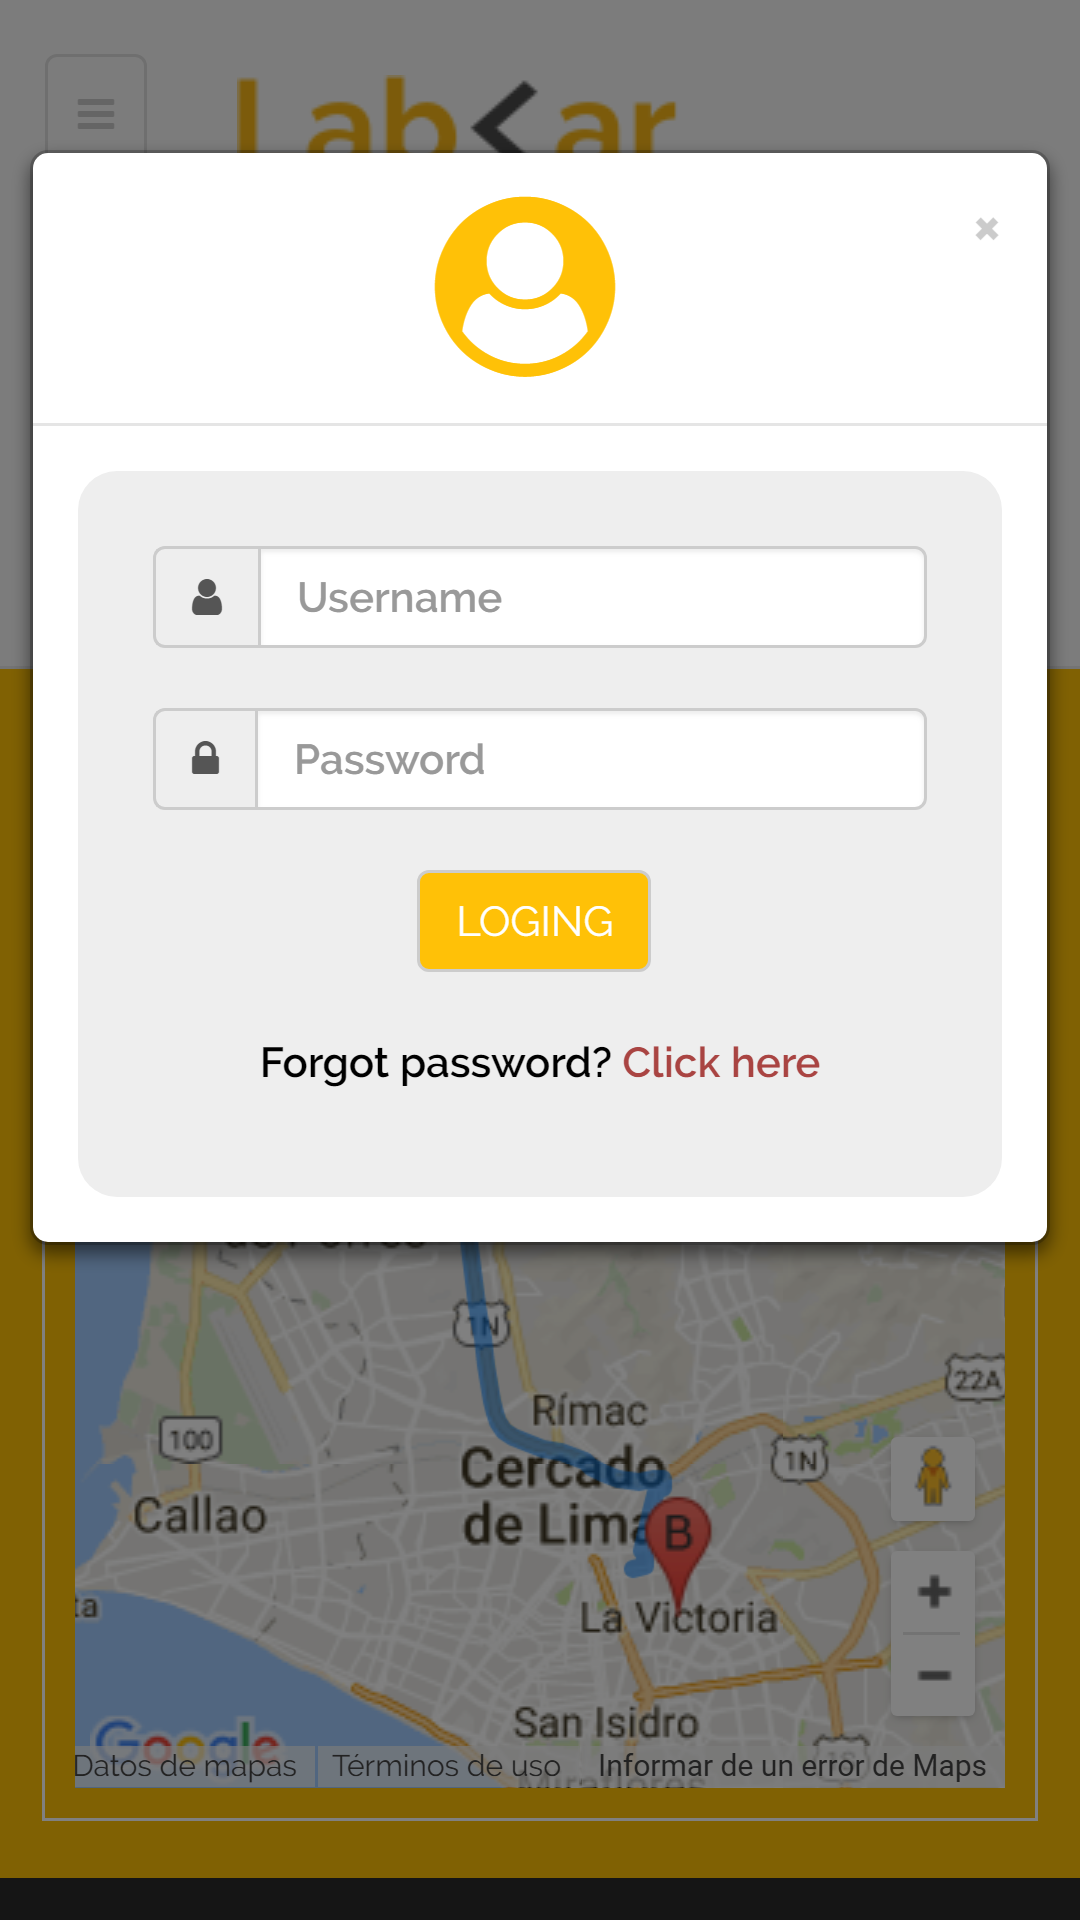 Lab<ar
Username
Password
LOGING
Forgot password? Click here
1N
22A
Rímac
100
1N
Cercado
de Lima
Callao
B
La Victoria
San Isidro
Google
Datos de mapas
Términos de uso
Informar de un error de Maps
Miraflores